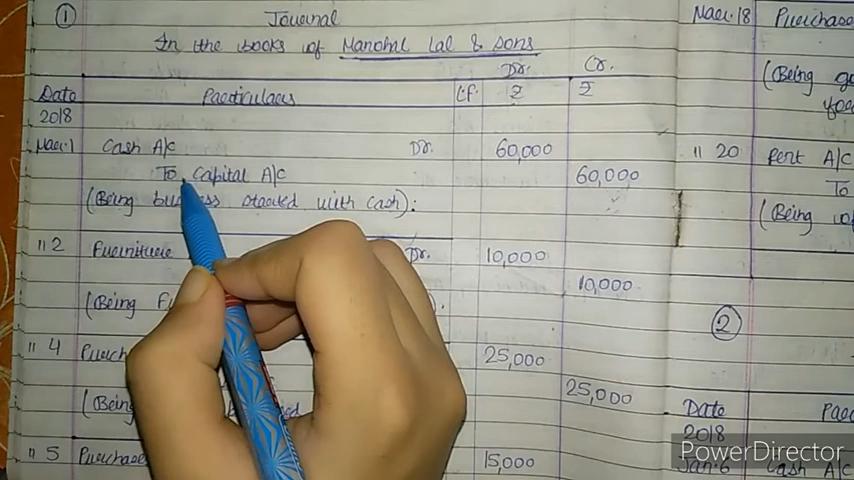 1
Journal
In the books of Manohal Lal & Sons
Date Particulars L.F. Dr. ₹ Cr. ₹
2018
Mar.1 Cash A/c Dr. 60,000
To Capital A/c 60,000
(Being started with cash).
" 2 Furniture Dr. 10,000
10,000
(Being
" 4 25,000
25,000
(Being
" 5 Purchase 15,000
Mar.18 Purchase
(Being
" 20 Rent A/c
To
(Being
2
Date
2018
Jan.6 Cash A/c
PowerDirector